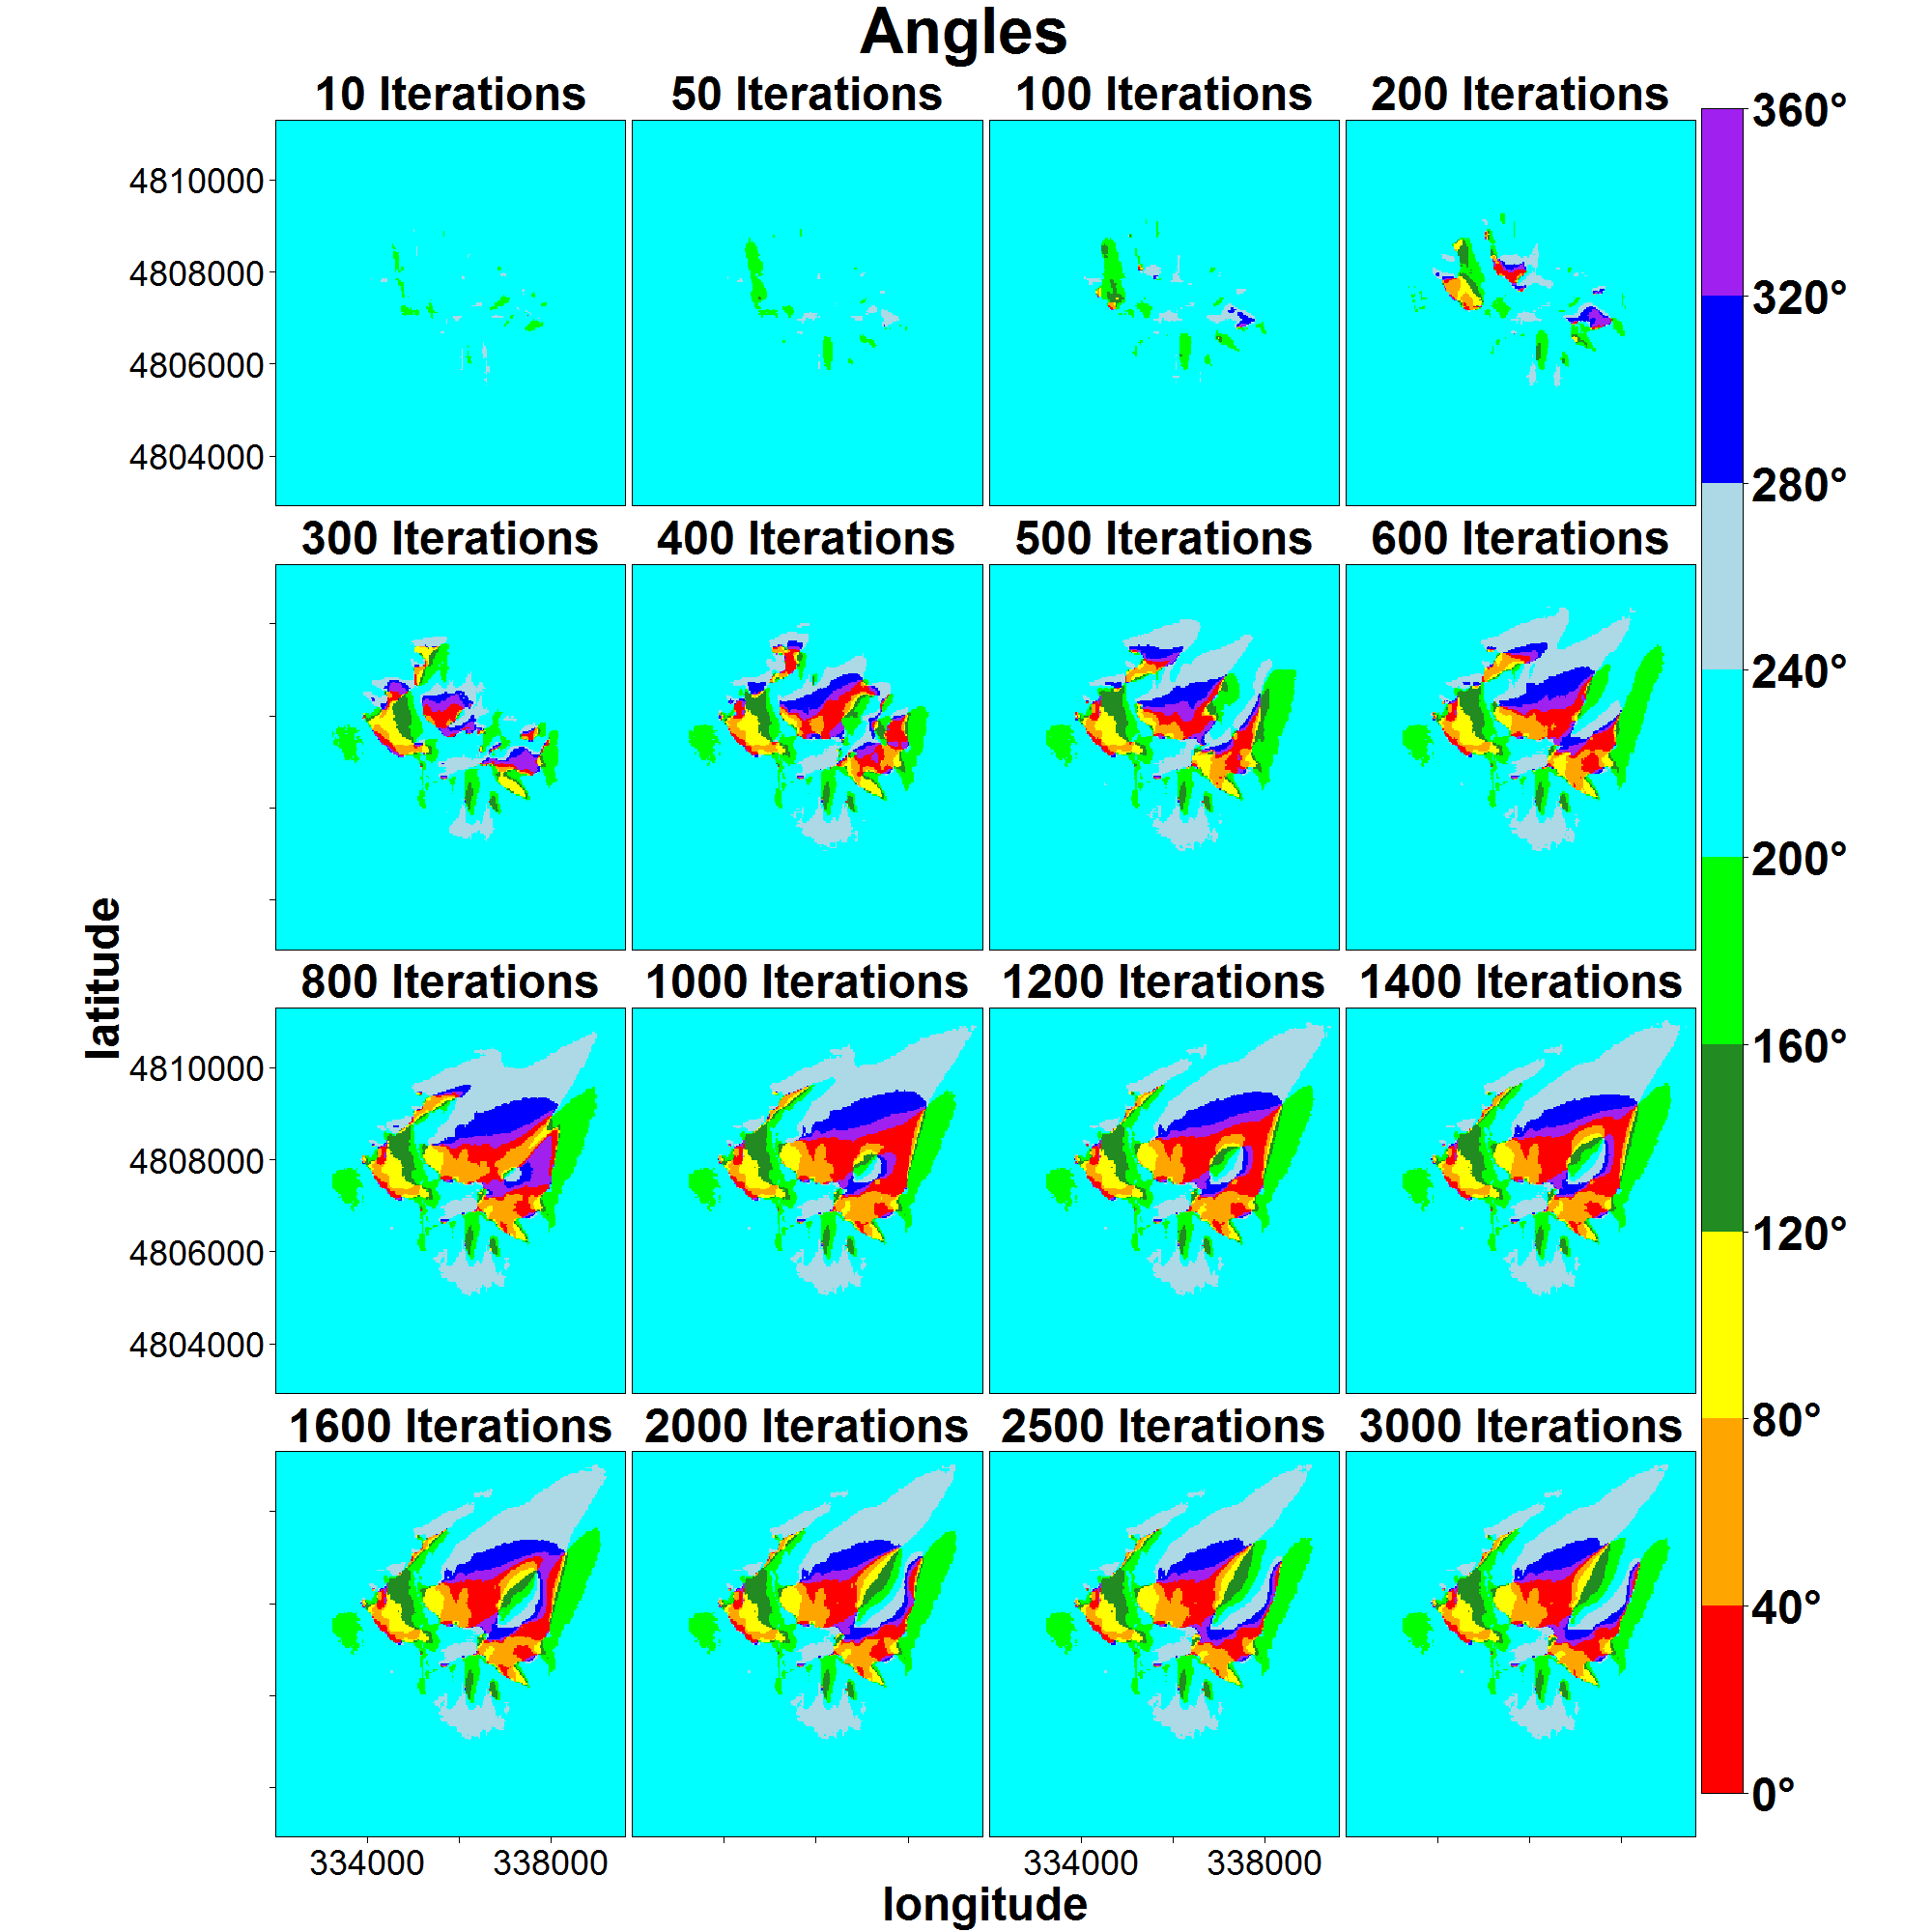 Angles
10 Iterations
50 Iterations
100 Iterations
200 Iterations
4810000
4808000
4806000
4804000
300 Iterations
400 Iterations
500 Iterations
600 Iterations
800 Iterations
1000 Iterations
1200 Iterations
1400 Iterations
4810000
4808000
4806000
4804000
1600 Iterations
2000 Iterations
2500 Iterations
3000 Iterations
334000
338000
334000
338000
longitude
latitude
360°
320°
280°
240°
200°
160°
120°
80°
40°
0°